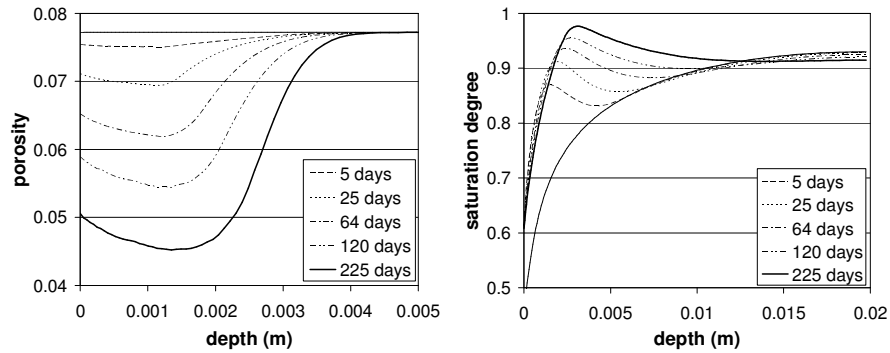 0.08
0.07
0.06
0.05
0.04
porosity
0
0.001
0.002
0.003
0.004
0.005
depth (m)
5 days
25 days
64 days
120 days
225 days
1
0.9
0.8
0.7
0.6
0.5
saturation degree
0
0.005
0.01
0.015
0.02
depth (m)
5 days
25 days
64 days
120 days
225 days